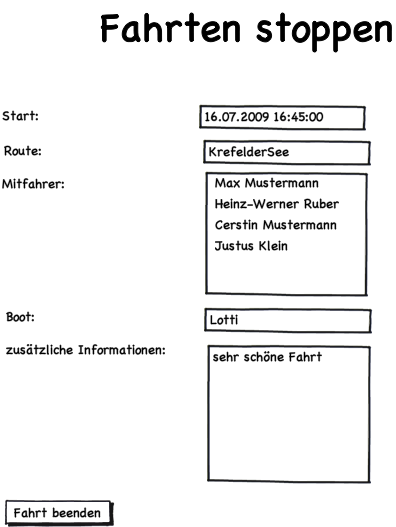 Fahrten stoppen
Start: 16.07.2009 16:45:00
Route: KrefelderSee
Mitfahrer: Max Mustermann
Heinz-Werner Ruber
Cerstin Mustermann
Justus Klein
Boot: Lotti
zusätzliche Informationen: sehr schöne Fahrt
Fahrt beenden